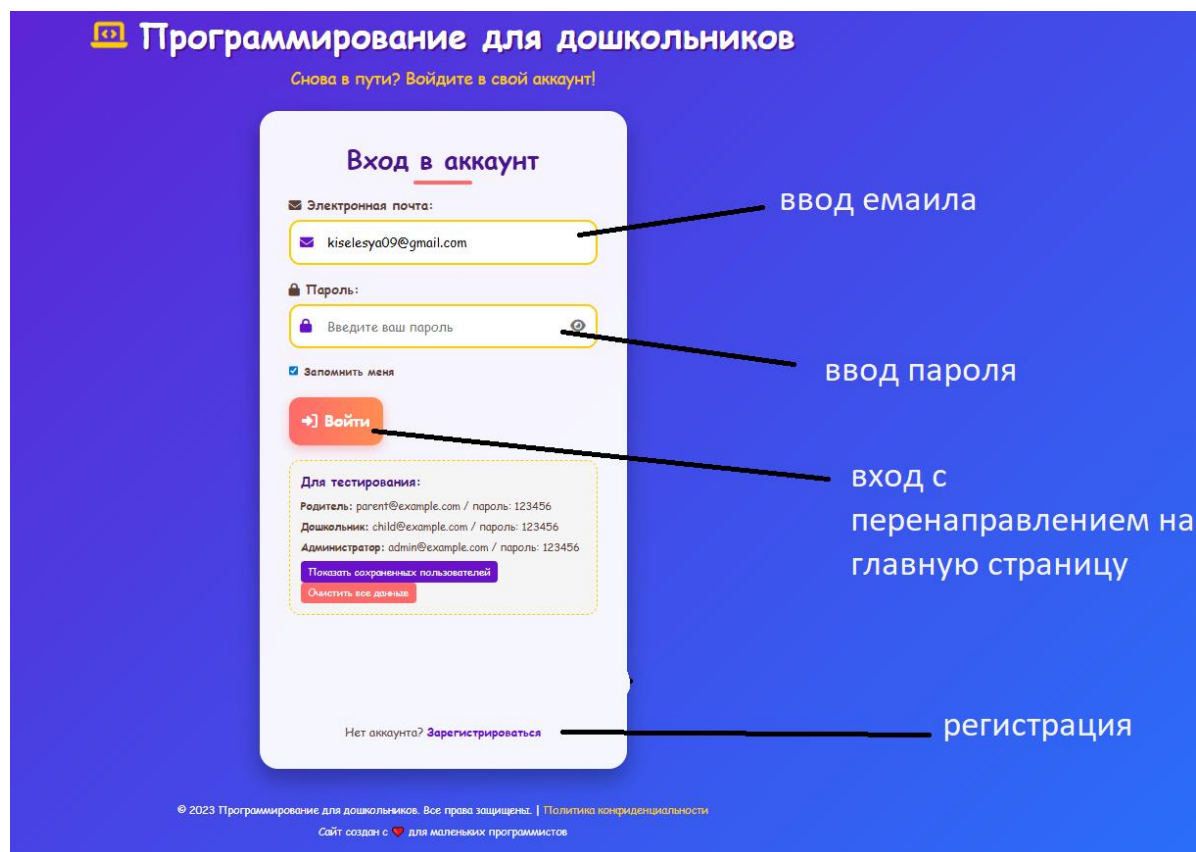 Программирование для дошкольников
Снова в пути? Войдите в свой аккаунт!
Вход в аккаунт
Электронная почта:
kiselesya09@gmail.com
ввод емаила
Пароль:
Введите ваш пароль
ввод пароля
Запомнить меня
Войти
вход с
перенаправлением на
главную страницу
Для тестирования:
Родитель: parent@example.com / пароль: 123456
Дошкольник: child@example.com / пароль: 123456
Администратор: admin@example.com / пароль: 123456
Показать сохраненных пользователей
Очистить все данные
Нет аккаунта? Зарегистрироваться
регистрация
© 2023 Программирование для дошкольников. Все права защищены. | Политика конфиденциальности
Сайт создан с ❤ для маленьких программистов